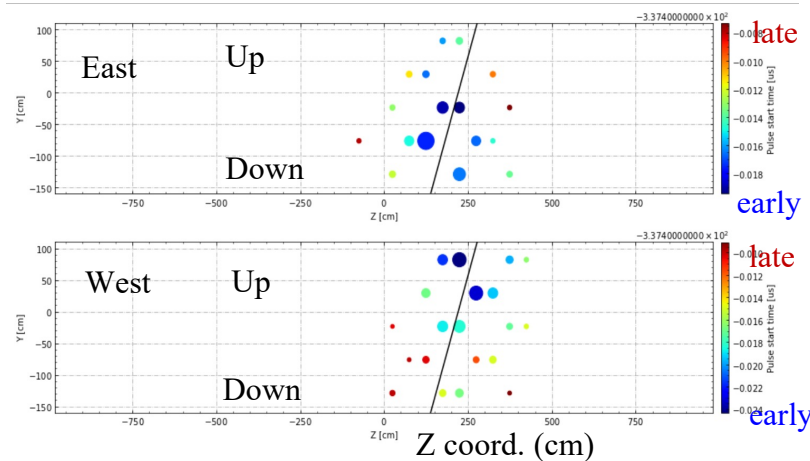 −3.3740000000×10²
late
−0.008
East
Up
100
50
0
−50
−100
−150
Y [cm]
Down
−0.010
−0.012
−0.014
−0.016
−0.018
Pulse start time [us]
early
−750
−500
−250
0
250
500
750
Z [cm]
−3.3740000000×10²
late
−0.010
West
Up
100
50
0
−50
−100
−150
Y [cm]
Down
−0.012
−0.014
−0.016
−0.018
−0.020
−0.022
−0.024
Pulse start time [us]
early
−750
−500
−250
0
250
500
750
Z [cm]
Z coord. (cm)